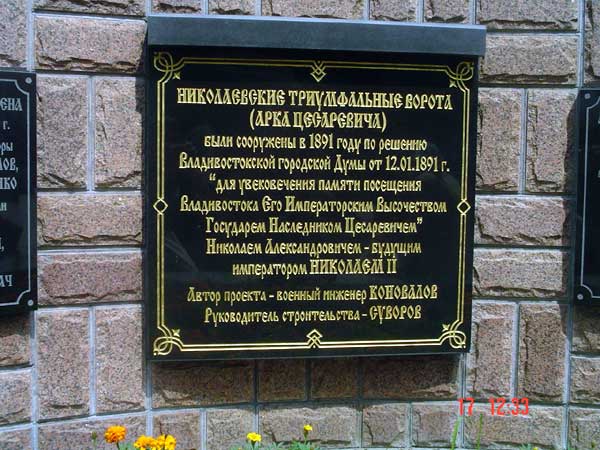 НИКОЛАЕВСКИЕ ТРИУМФАЛЬНЫЕ ВОРОТА
(АРКА ЦЕСАРЕВИЧА)
были сооружены в 1891 году по решению
Владивостокской городской Думы от 12.01.1891 г.
"для увековечения памяти посещения
Владивостока Его Императорским Высочеством
Государем Наследником Цесаревичем"
Николаем Александровичем - будущим
императором НИКОЛАЕМ II
Автор проекта - военный инженер КОНОВАЛОВ
Руководитель строительства - СУВОРОВ
17 12:33